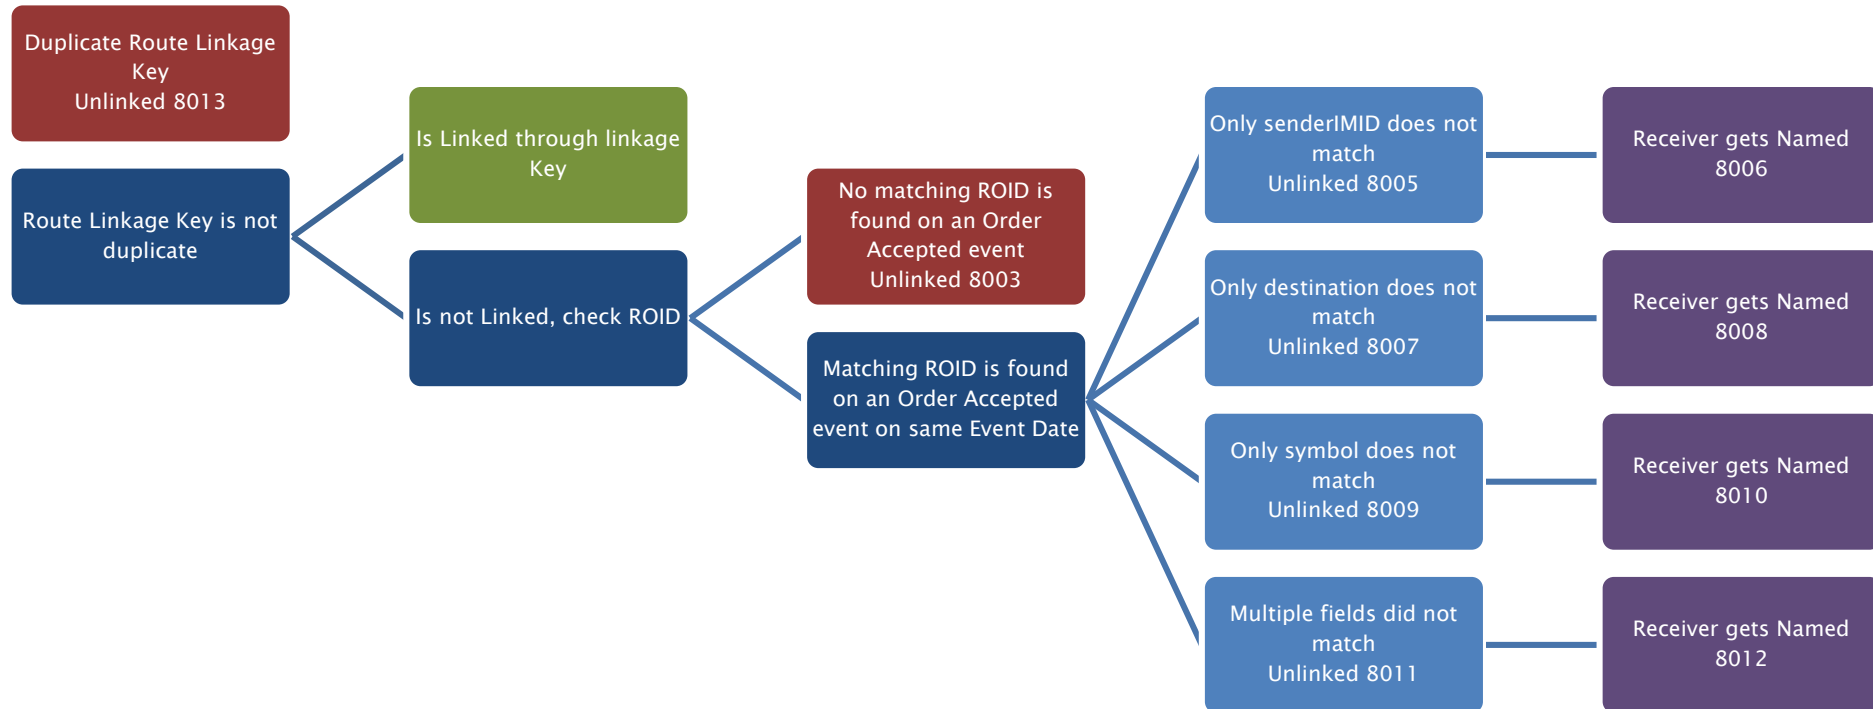 Duplicate Route Linkage
Key
Unlinked 8013
Route Linkage Key is not
duplicate
Is Linked through linkage
Key
Is not Linked, check ROID
No matching ROID is
found on an Order
Accepted event
Unlinked 8003
Matching ROID is found
on an Order Accepted
event on same Event Date
Only senderIMID does not
match
Unlinked 8005
Receiver gets Named
8006
Only destination does not
match
Unlinked 8007
Receiver gets Named
8008
Only symbol does not
match
Unlinked 8009
Receiver gets Named
8010
Multiple fields did not
match
Unlinked 8011
Receiver gets Named
8012